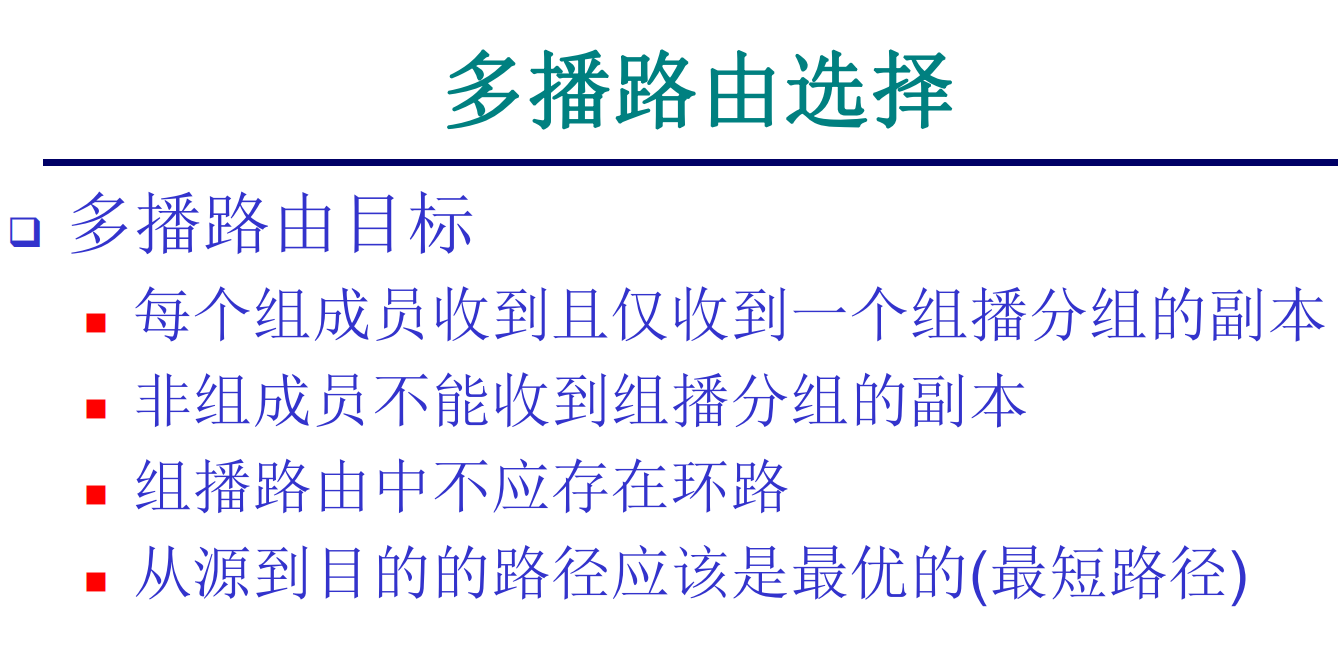 多播路由选择
多播路由目标
每个组成员收到且仅收到一个组播分组的副本
非组成员不能收到组播分组的副本
组播路由中不应存在环路
从源到目的的路径应该是最优的(最短路径)